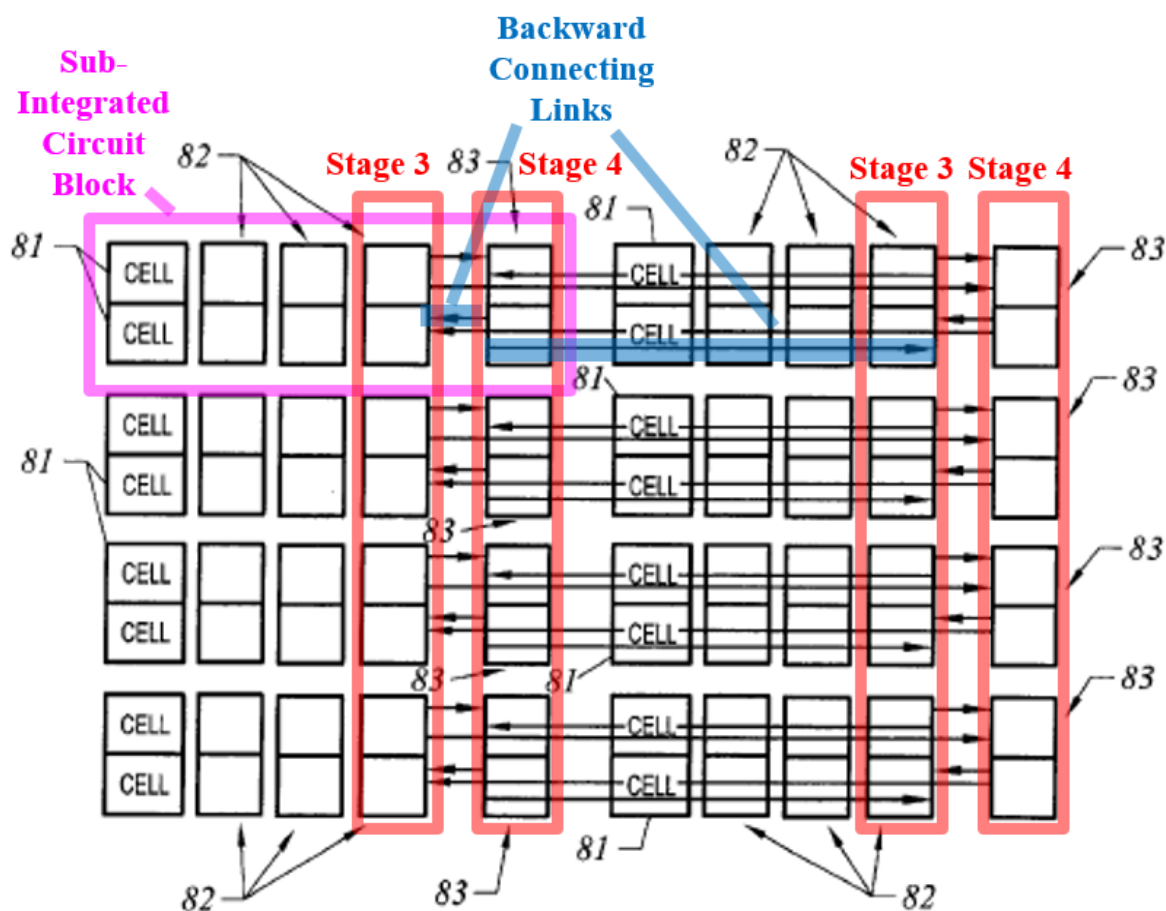 Backward
Connecting
Links
Sub-
Integrated
Circuit
Block
82 Stage 3 83 Stage 4 82 Stage 3 Stage 4
81 81 83
CELL CELL
CELL CELL
81 83
CELL CELL
81 CELL CELL
83 83
CELL CELL
CELL CELL
83 81 83
CELL CELL
CELL CELL
82 83 81 82